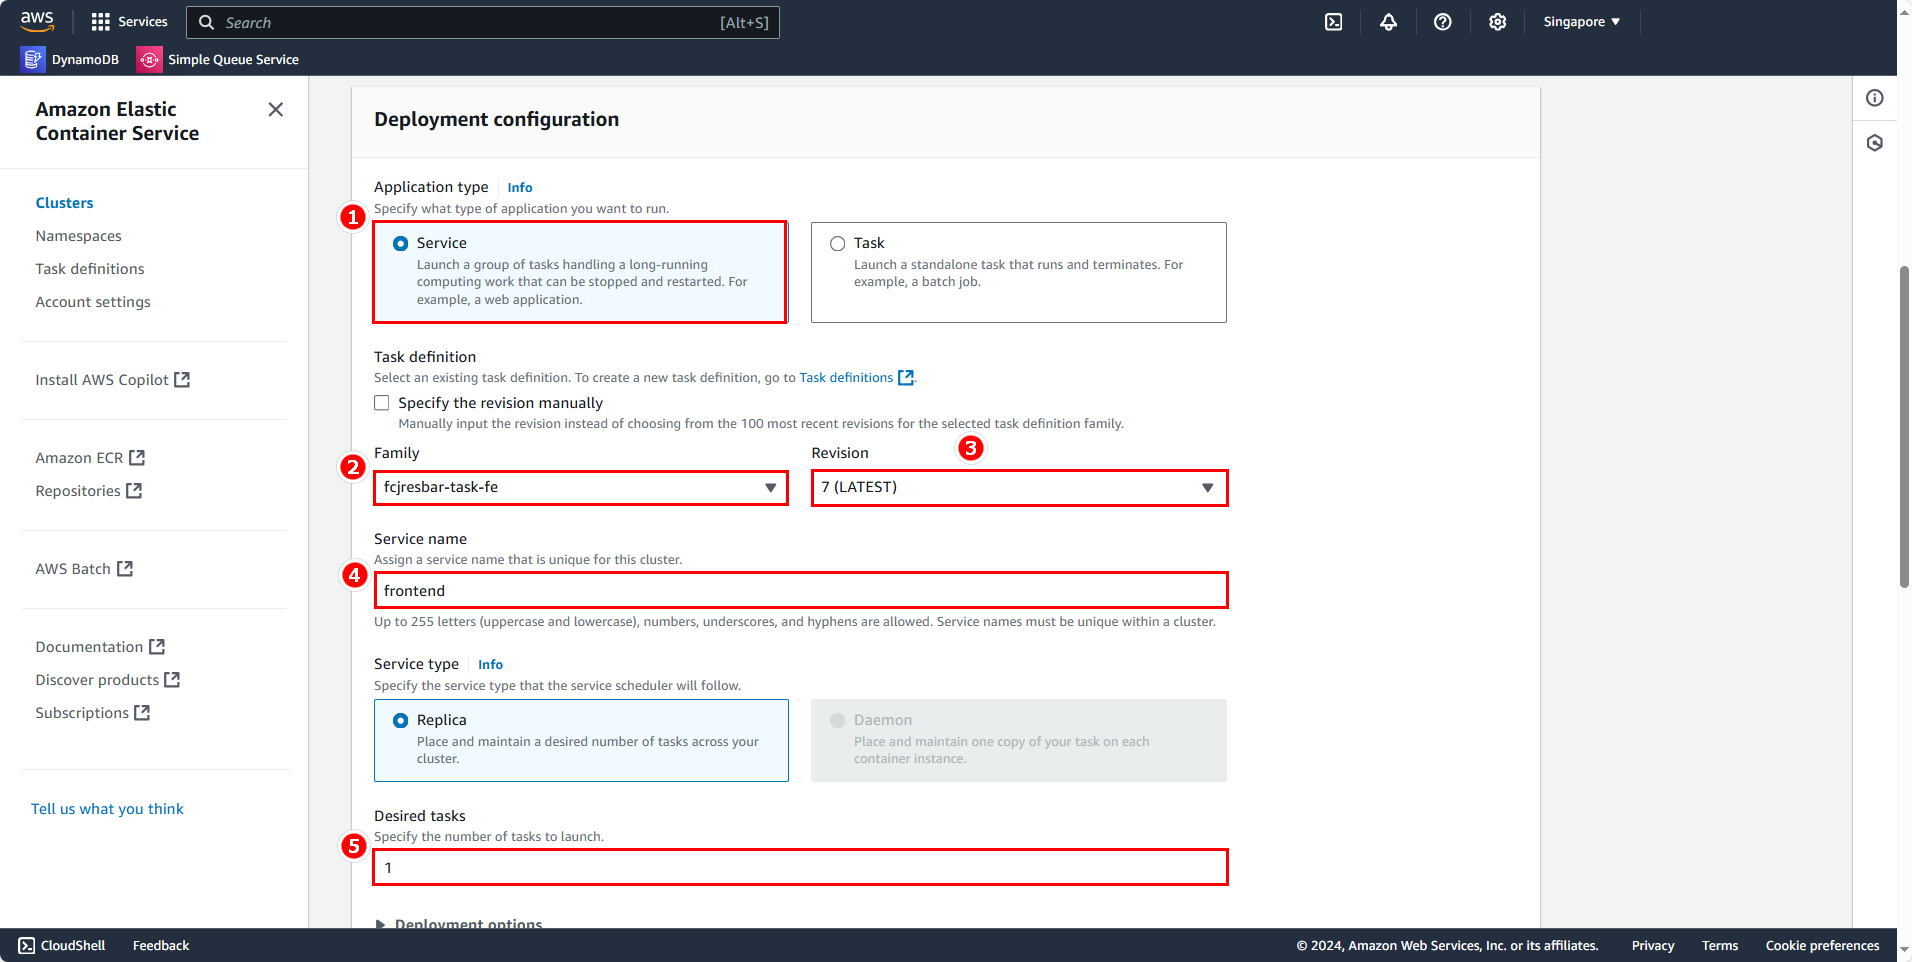 aws
Services
Search
[Alt+S]
Singapore
DynamoDB
Simple Queue Service
Amazon Elastic
Container Service
Clusters
Namespaces
Task definitions
Account settings
Install AWS Copilot
Amazon ECR
Repositories
AWS Batch
Documentation
Discover products
Subscriptions
Tell us what you think
Deployment configuration
Application type
Info
Specify what type of application you want to run.
1
Service
Launch a group of tasks handling a long-running
computing work that can be stopped and restarted. For
example, a web application.
Task
Launch a standalone task that runs and terminates. For
example, a batch job.
Task definition
Select an existing task definition. To create a new task definition, go to Task definitions.
Specify the revision manually
Manually input the revision instead of choosing from the 100 most recent revisions for the selected task definition family.
2
Family
fcjresbar-task-fe
3
Revision
7 (LATEST)
Service name
Assign a service name that is unique for this cluster.
4
frontend
Up to 255 letters (uppercase and lowercase), numbers, underscores, and hyphens are allowed. Service names must be unique within a cluster.
Service type
Info
Specify the service type that the service scheduler will follow.
Replica
Place and maintain a desired number of tasks across your
cluster.
Daemon
Place and maintain one copy of your task on each
container instance.
Desired tasks
Specify the number of tasks to launch.
5
1
Deployment options
CloudShell
Feedback
© 2024, Amazon Web Services, Inc. or its affiliates.
Privacy
Terms
Cookie preferences